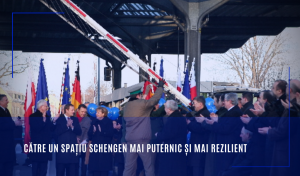 CĂTRE UN SPAȚIU SCHENGEN MAI PUTERNIC ȘI MAI REZILIENT